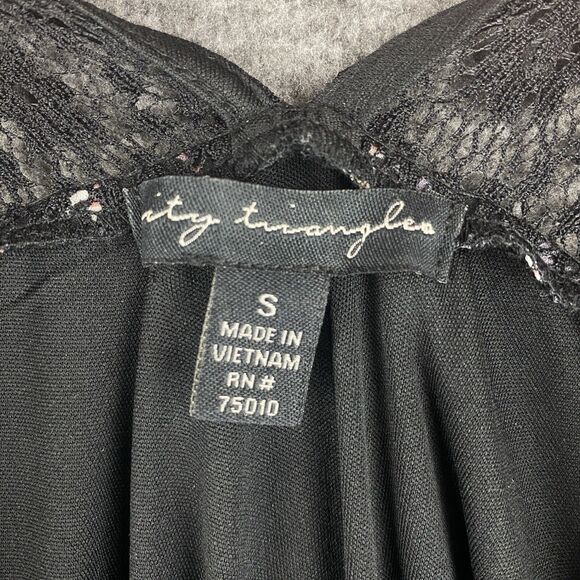 ity triangles
S
MADE IN
VIETNAM
RN #
75010